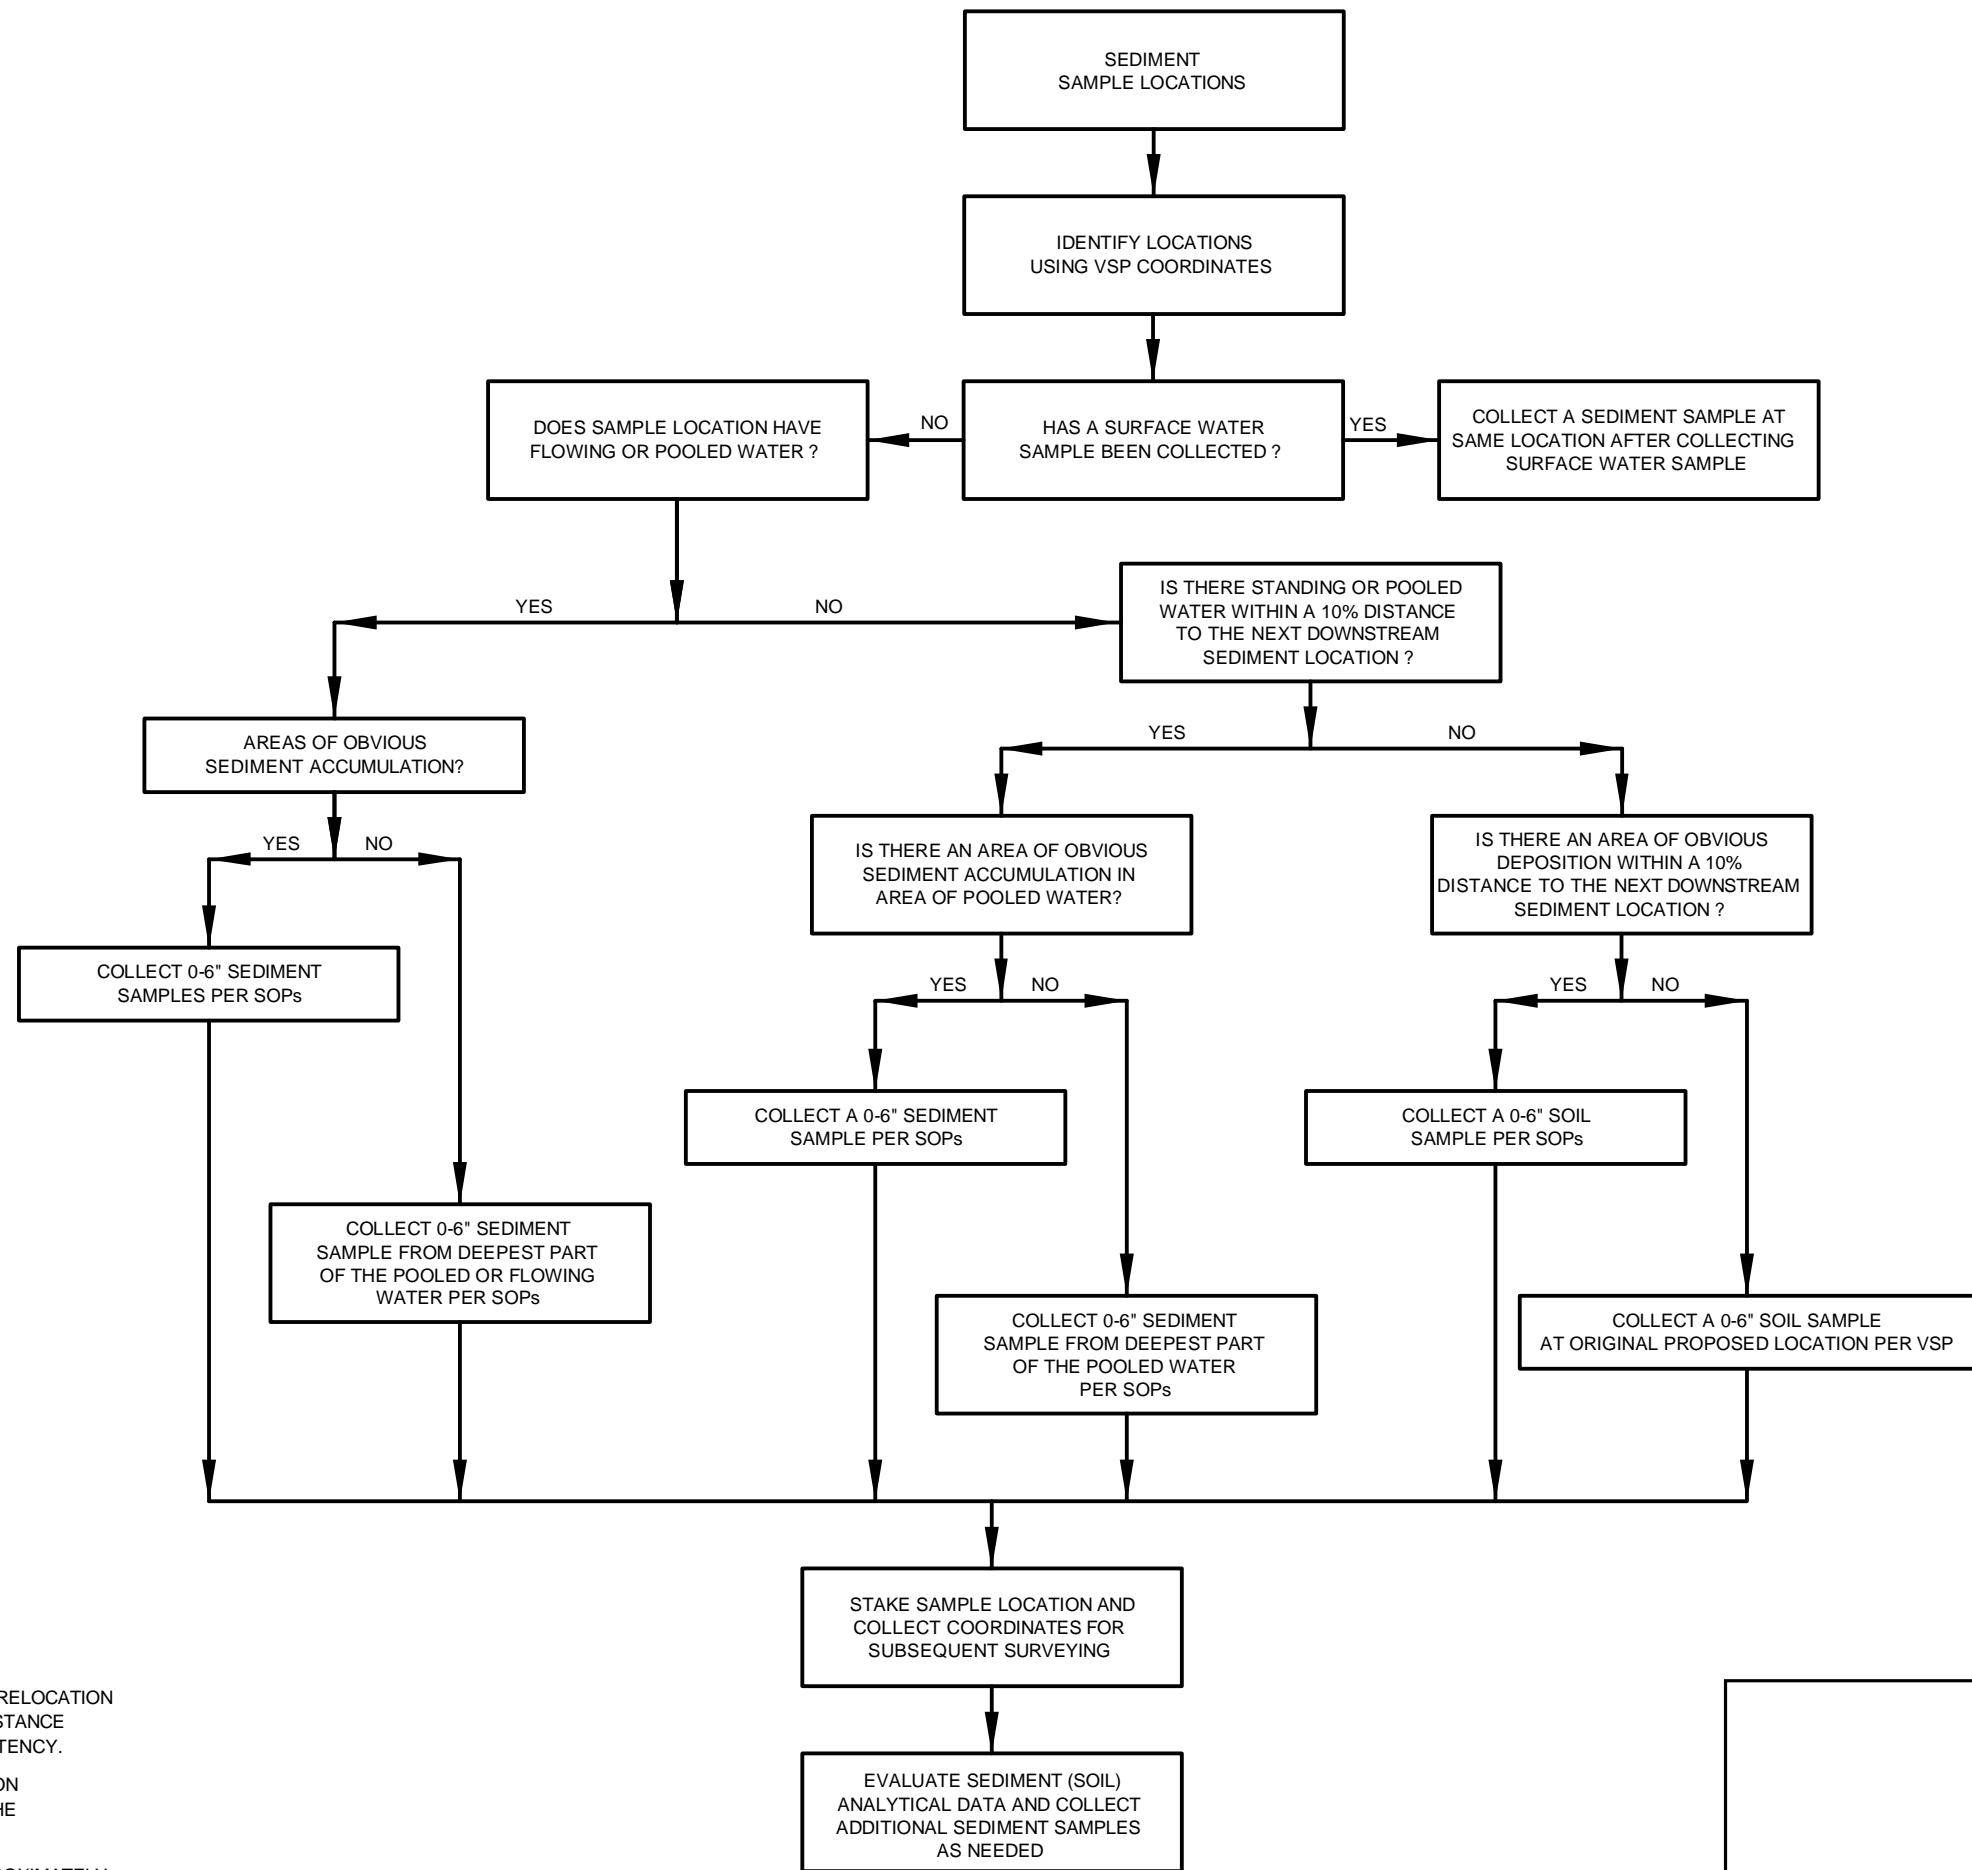 SEDIMENT
SAMPLE LOCATIONS
IDENTIFY LOCATIONS
USING VSP COORDINATES
DOES SAMPLE LOCATION HAVE
FLOWING OR POOLED WATER ?
NO
HAS A SURFACE WATER
SAMPLE BEEN COLLECTED ?
YES
COLLECT A SEDIMENT SAMPLE AT
SAME LOCATION AFTER COLLECTING
SURFACE WATER SAMPLE
YES
NO
IS THERE STANDING OR POOLED
WATER WITHIN A 10% DISTANCE
TO THE NEXT DOWNSTREAM
SEDIMENT LOCATION ?
AREAS OF OBVIOUS
SEDIMENT ACCUMULATION?
YES
NO
YES
NO
IS THERE AN AREA OF OBVIOUS
SEDIMENT ACCUMULATION IN
AREA OF POOLED WATER?
IS THERE AN AREA OF OBVIOUS
DEPOSITION WITHIN A 10%
DISTANCE TO THE NEXT DOWNSTREAM
SEDIMENT LOCATION ?
COLLECT 0-6" SEDIMENT
SAMPLES PER SOPs
YES
NO
YES
NO
COLLECT A 0-6" SEDIMENT
SAMPLE PER SOPs
COLLECT A 0-6" SOIL
SAMPLE PER SOPs
COLLECT 0-6" SEDIMENT
SAMPLE FROM DEEPEST PART
OF THE POOLED OR FLOWING
WATER PER SOPs
COLLECT 0-6" SEDIMENT
SAMPLE FROM DEEPEST PART
OF THE POOLED WATER
PER SOPs
COLLECT A 0-6" SOIL SAMPLE
AT ORIGINAL PROPOSED LOCATION PER VSP
STAKE SAMPLE LOCATION AND
COLLECT COORDINATES FOR
SUBSEQUENT SURVEYING
RELOCATION
EVALUATE SEDIMENT (SOIL)
ANALYTICAL DATA AND COLLECT
ADDITIONAL SEDIMENT SAMPLES
AS NEEDED